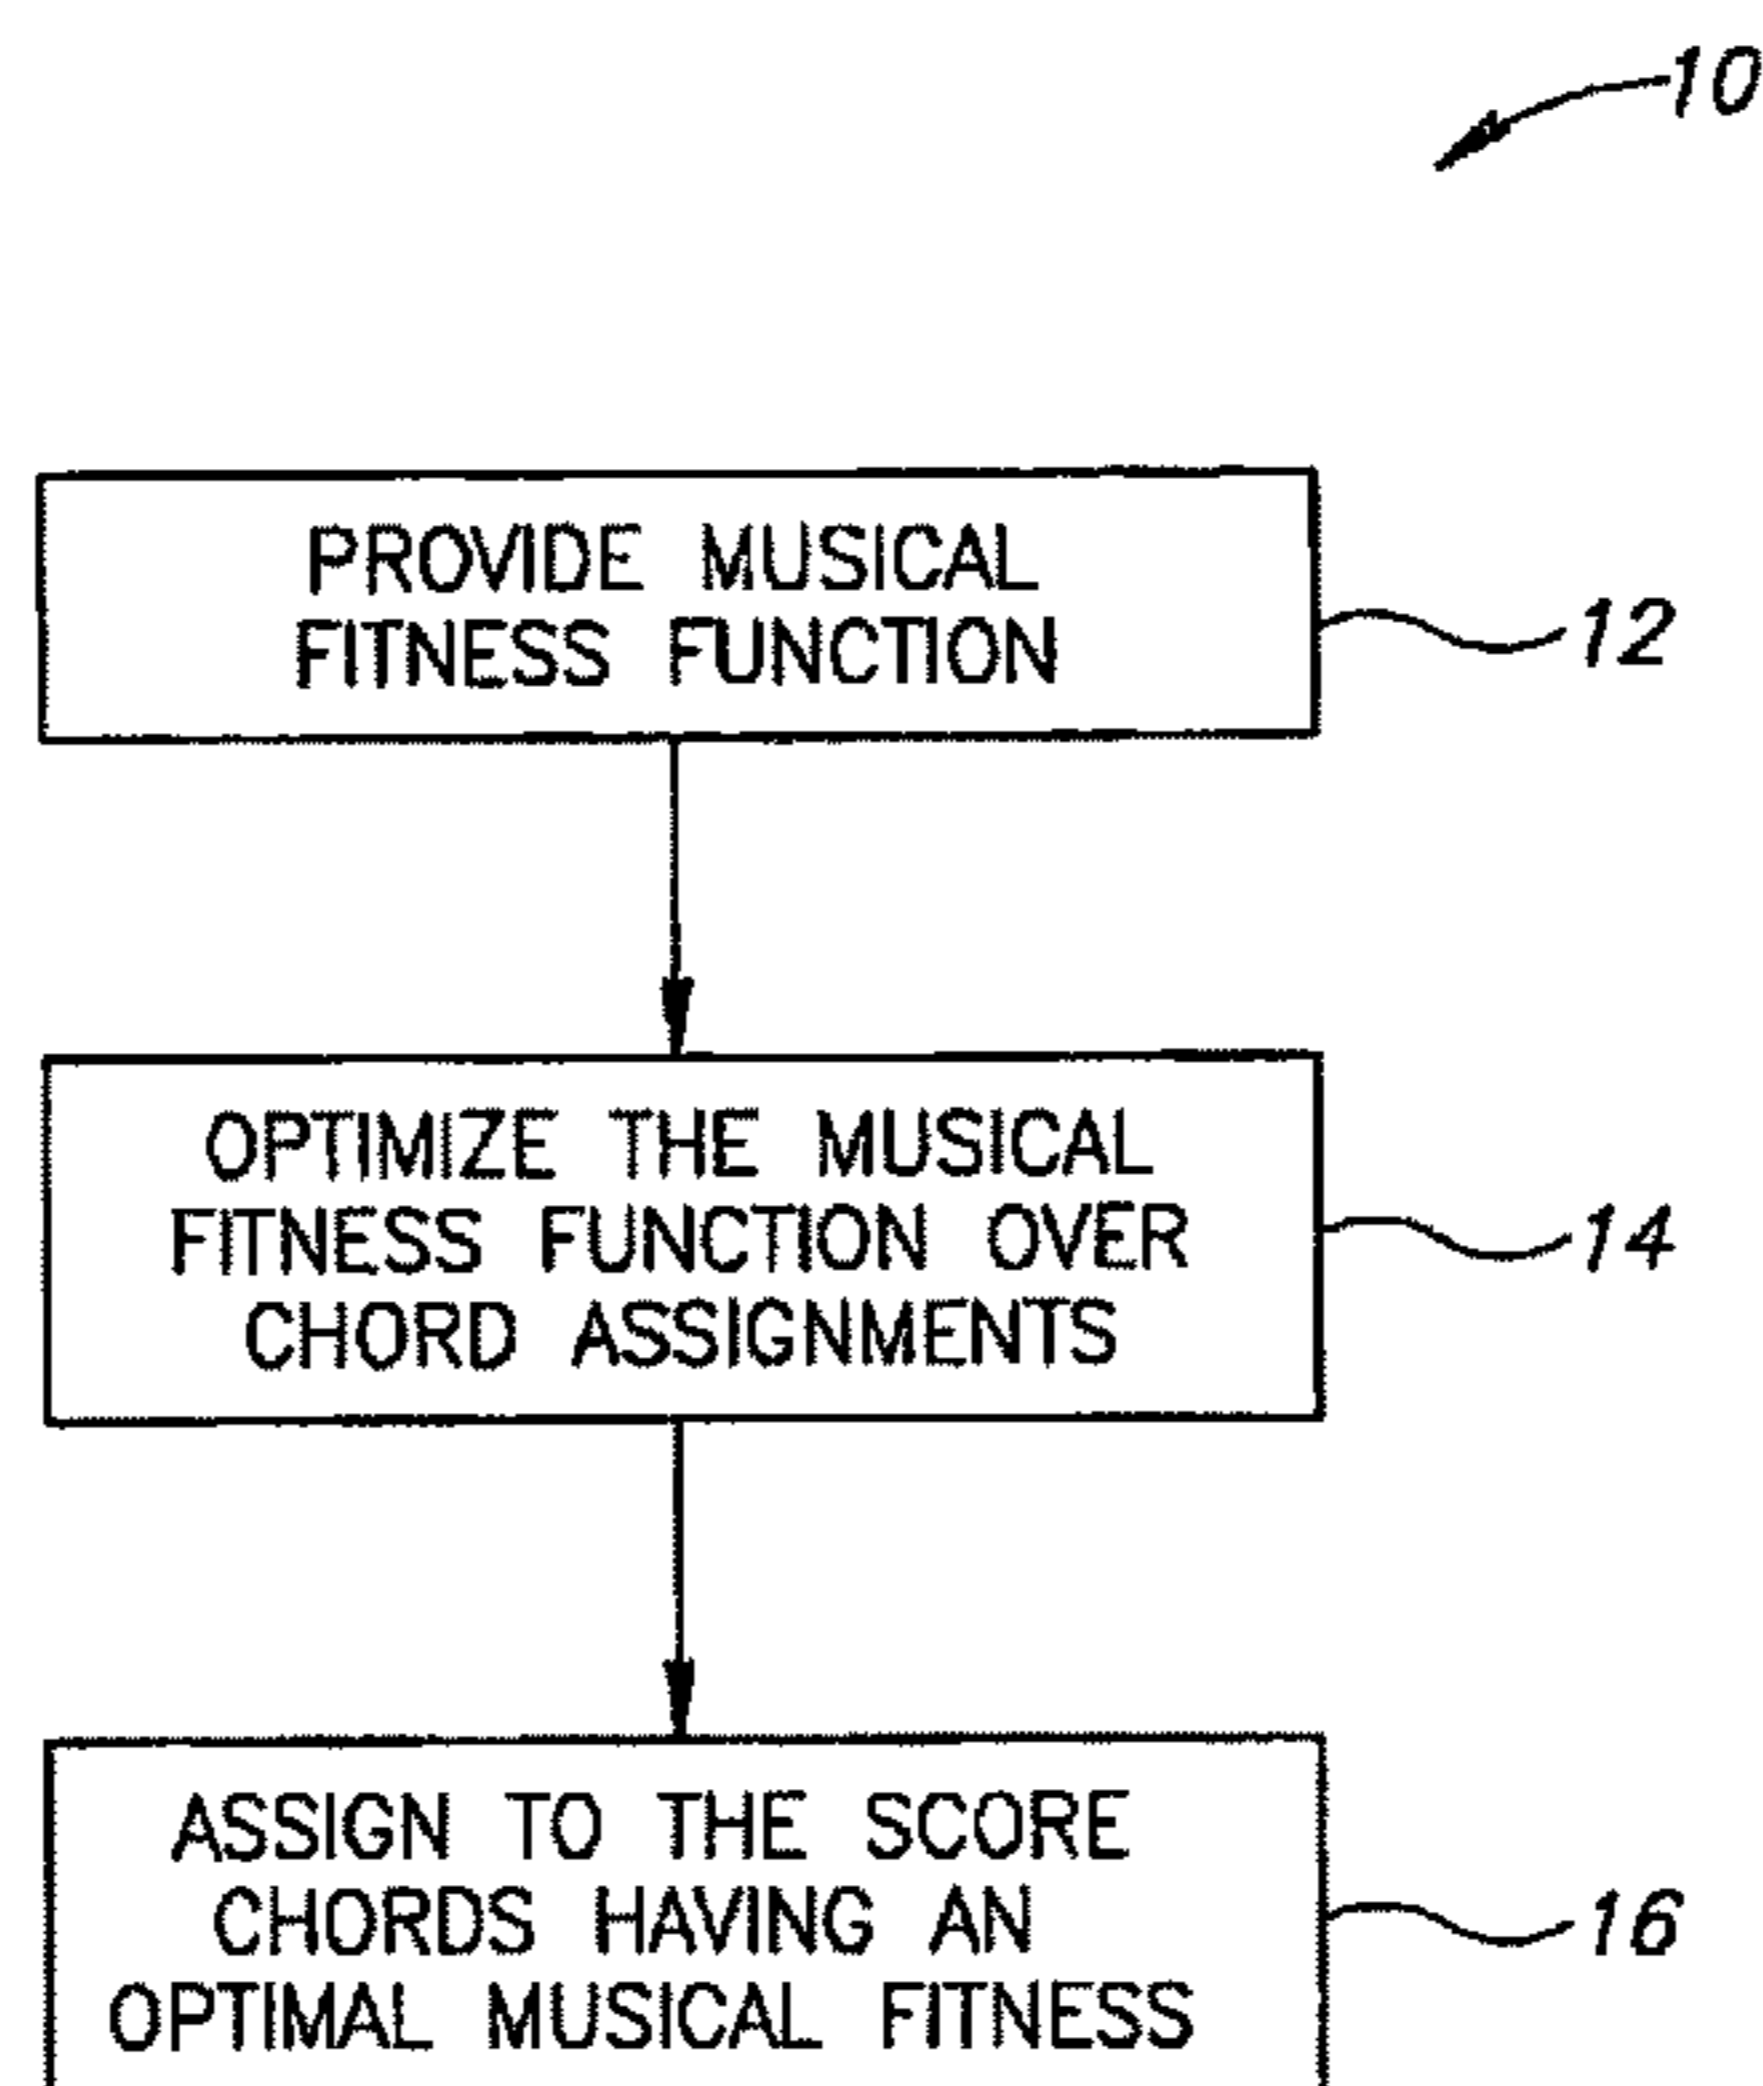 10
PROVIDE MUSICAL
FITNESS FUNCTION
12
OPTIMIZE THE MUSICAL
FITNESS FUNCTION OVER
CHORD ASSIGNMENTS
14
ASSIGN TO THE SCORE
CHORDS HAVING AN
OPTIMAL MUSICAL FITNESS
16